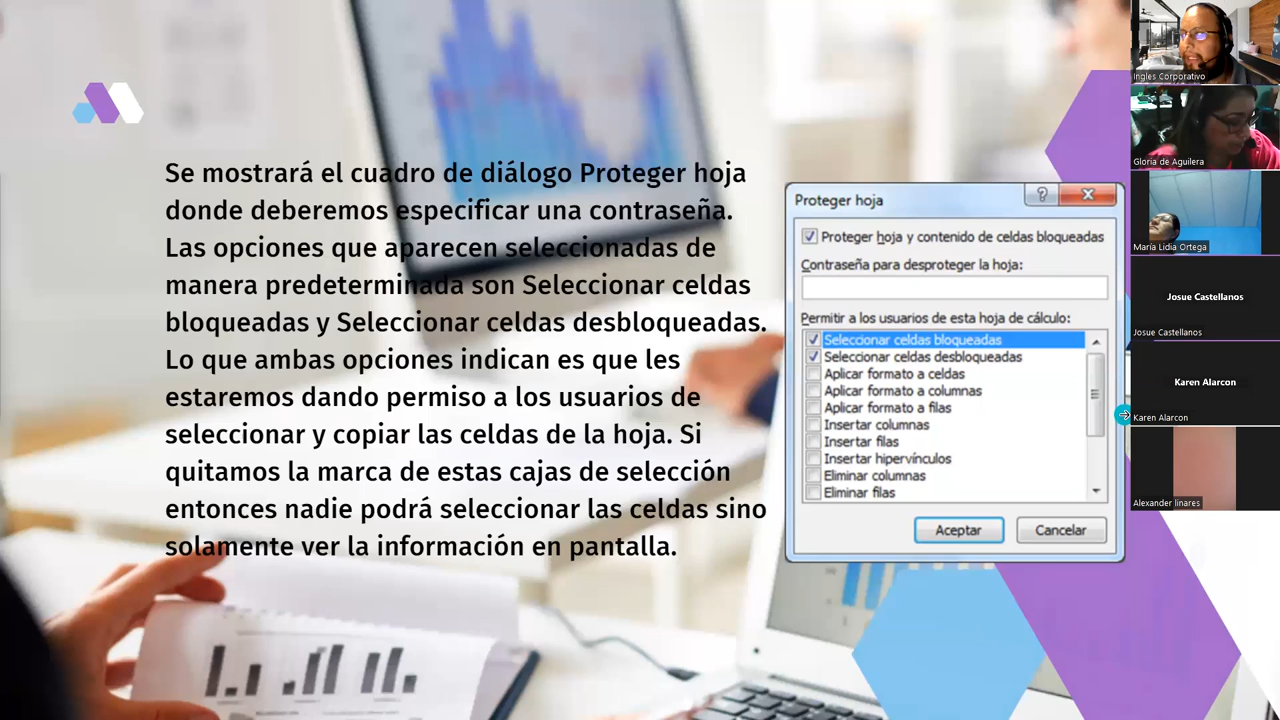 Se mostrará el cuadro de diálogo Proteger hoja
donde deberemos especificar una contraseña.
Las opciones que aparecen seleccionadas de
manera predeterminada son Seleccionar celdas
bloqueadas y Seleccionar celdas desbloqueadas.
Lo que ambas opciones indican es que les
estaremos dando permiso a los usuarios de
seleccionar y copiar las celdas de la hoja. Si
quitamos la marca de estas cajas de selección
entonces nadie podrá seleccionar las celdas sino
solamente ver la información en pantalla.
Proteger hoja
Proteger hoja y contenido de celdas bloqueadas
Contraseña para desproteger la hoja:
Permitir a los usuarios de esta hoja de cálculo:
Seleccionar celdas bloqueadas
Seleccionar celdas desbloqueadas
Aplicar formato a celdas
Aplicar formato a columnas
Aplicar formato a filas
Insertar columnas
Insertar filas
Insertar hipervínculos
Eliminar columnas
Eliminar filas
Aceptar
Cancelar
Ingles Corporativo
Gloria de Aguilera
María Lidia Ortega
Josue Castellanos
Josue Castellanos
Karen Alarcon
Karen Alarcon
Alexander linares